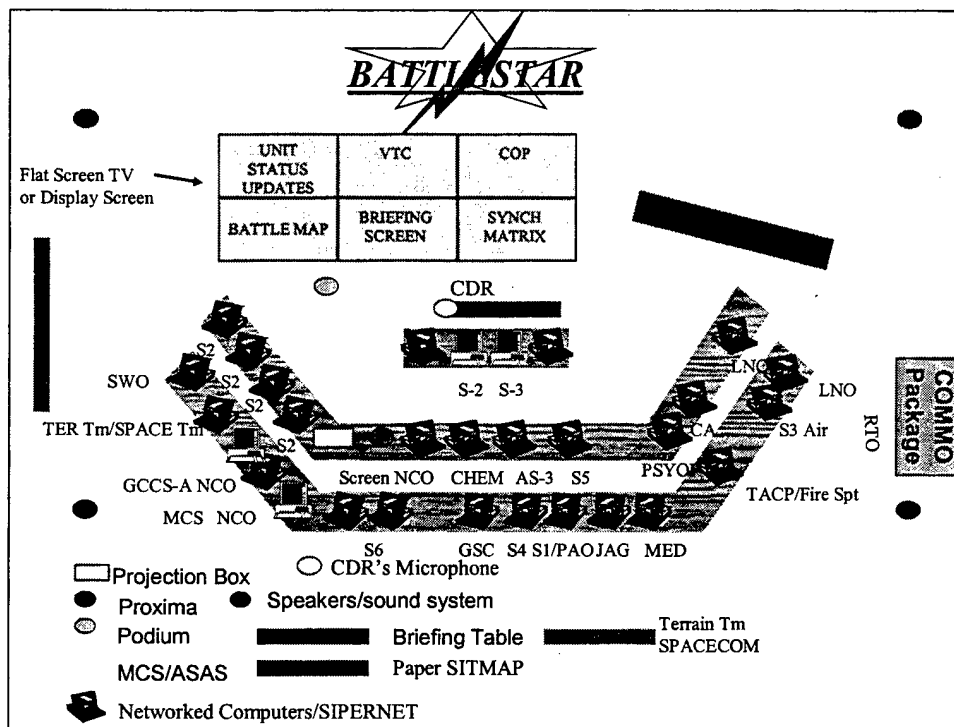 BATTLESTAR
UNIT
STATUS
UPDATES
VTC
COP
Flat Screen TV
or Display Screen
BATTLE MAP
BRIEFING
SCREEN
SYNCH
MATRIX
CDR
S-2 S-3
S2
S2
S2
S2
SWO
TER Tm/SPACE Tm
GCCS-A NCO
MCS NCO
LNO
LNO
CA
S3 Air
RTO
COMMO
Package
Screen NCO CHEM AS-3 S5
PSYOP
TACP/Fire Spt
S6 GSC S4 S1/PAO JAG MED
CDR's Microphone
Projection Box
Proxima Speakers/sound system
Podium Briefing Table Terrain Tm
SPACECOM
MCS/ASAS Paper SITMAP
Networked Computers/SIPERNET